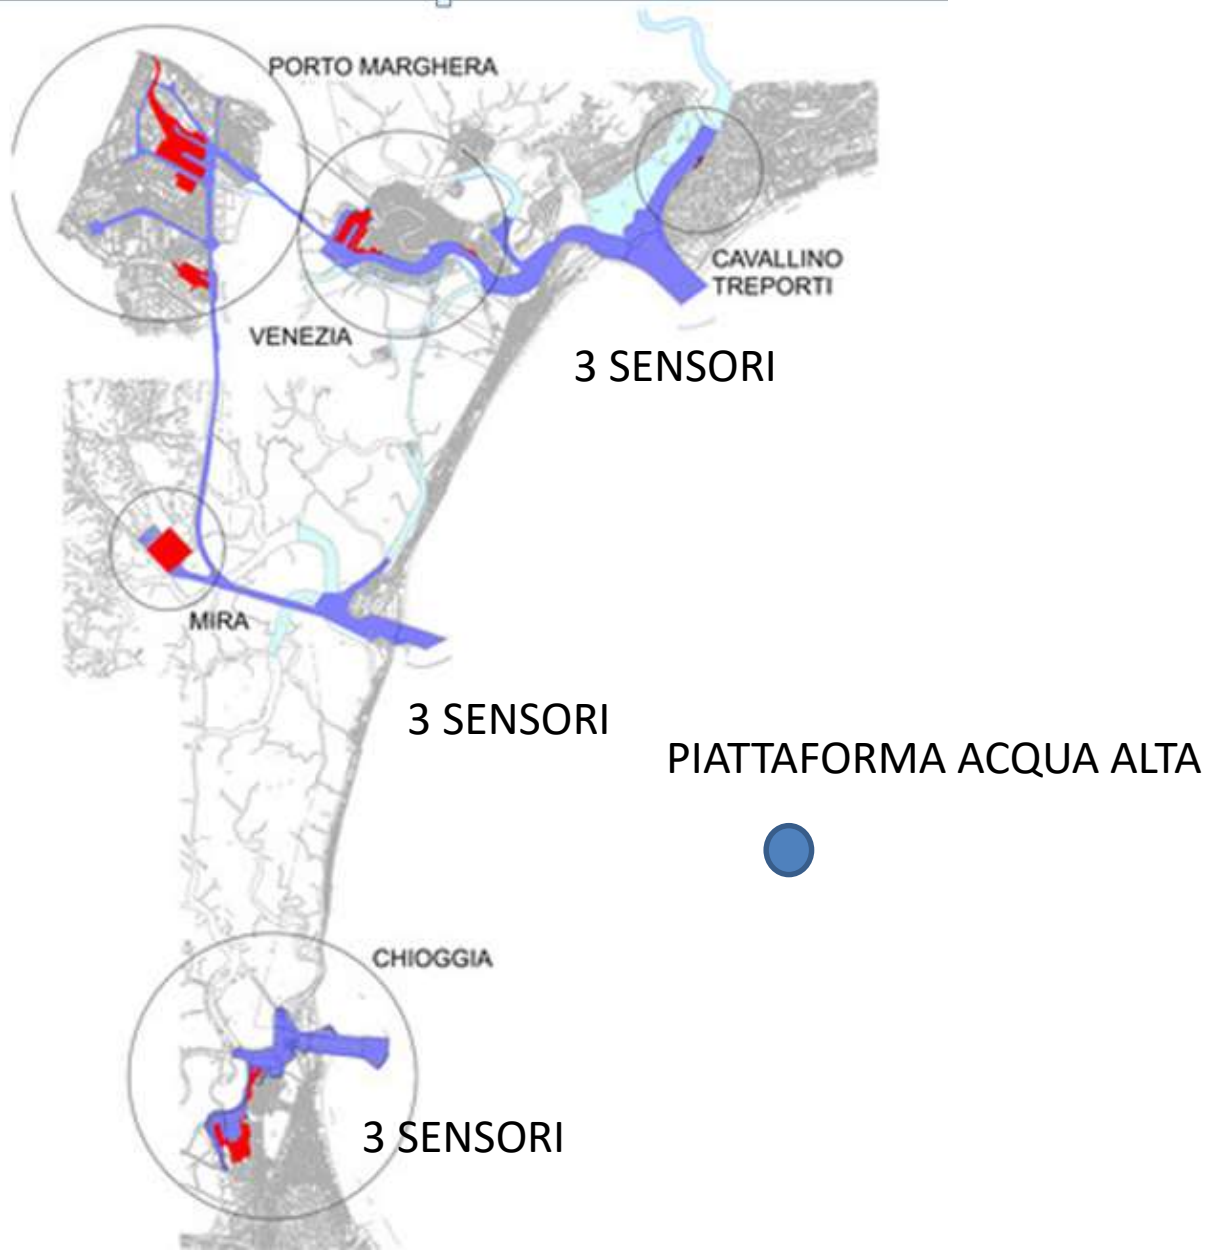 PORTO MARGHERA
CAVALLINO
TREPORTI
VENEZIA
3 SENSORI
MIRA
3 SENSORI
PIATTAFORMA ACQUA ALTA
CHIOGGIA
3 SENSORI